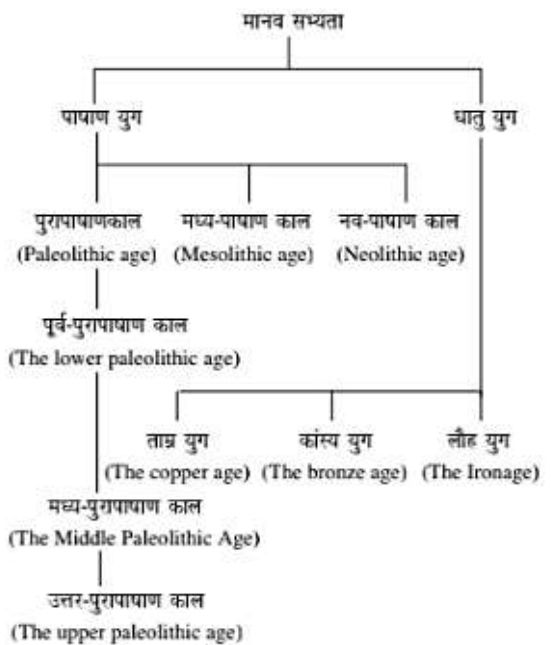 मानव सभ्यता
पाषाण युग
धातु युग
पुरापाषाणकाल
(Paleolithic age)
मध्य-पाषाण काल
(Mesolithic age)
नव-पाषाण काल
(Neolithic age)
पूर्व-पुरापाषाण काल
(The lower paleolithic age)
ताम्र युग
(The copper age)
कांस्य युग
(The bronze age)
लौह युग
(The Ironage)
मध्य-पुरापाषाण काल
(The Middle Paleolithic Age)
उत्तर-पुरापाषाण काल
(The upper paleolithic age)